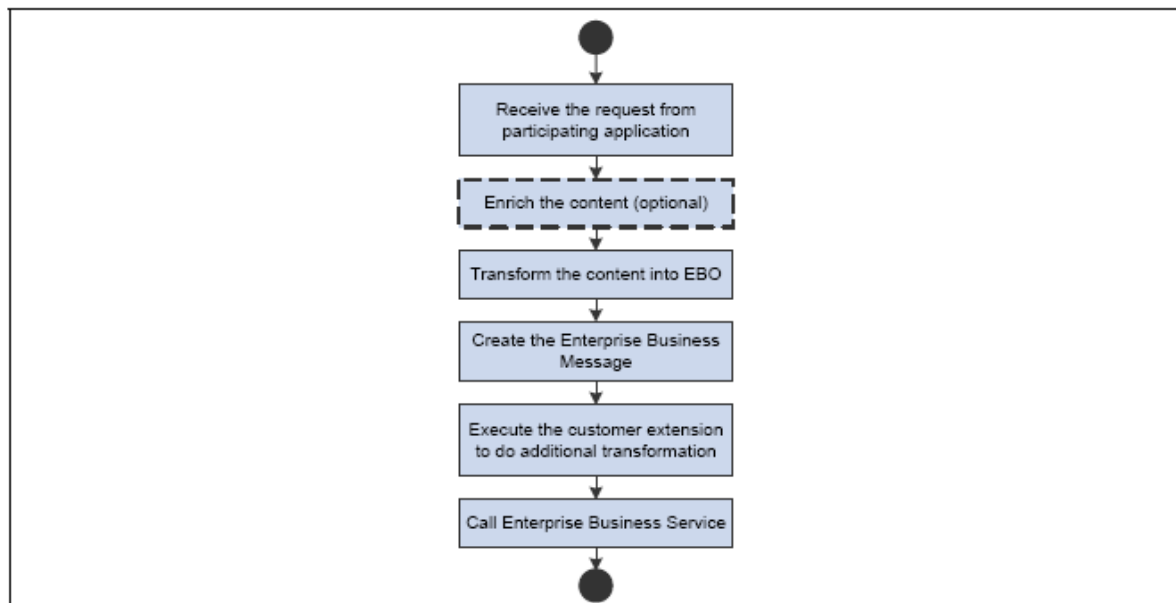 Receive the request from
participating application
Enrich the content (optional)
Transform the content into EBO
Create the Enterprise Business
Message
Execute the customer extension
to do additional transformation
Call Enterprise Business Service